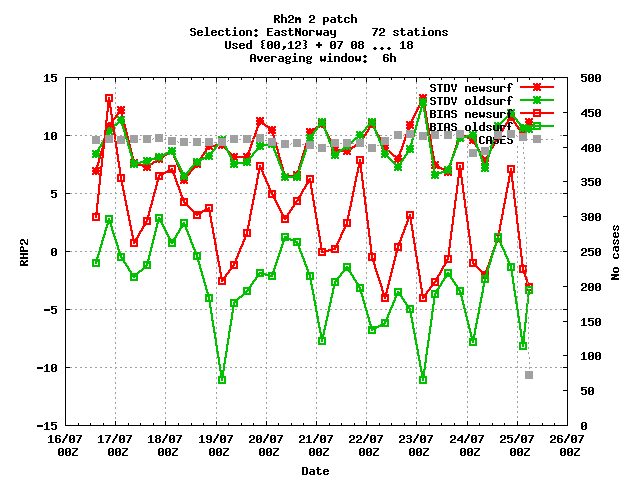 Rh2m 2 patch
Selection: EastNorway 72 stations
Used {00,12} + 07 08 ... 18
Averaging window: 6h
STDV newsurf
STDV oldsurf
BIAS newsurf
BIAS oldsurf
CASES
15
10
5
0
-5
-10
-15
RHP2
500
450
400
350
300
250
200
150
100
50
0
No cases
16/07 17/07 18/07 19/07 20/07 21/07 22/07 23/07 24/07 25/07 26/07
00Z 00Z 00Z 00Z 00Z 00Z 00Z 00Z 00Z 00Z 00Z
Date